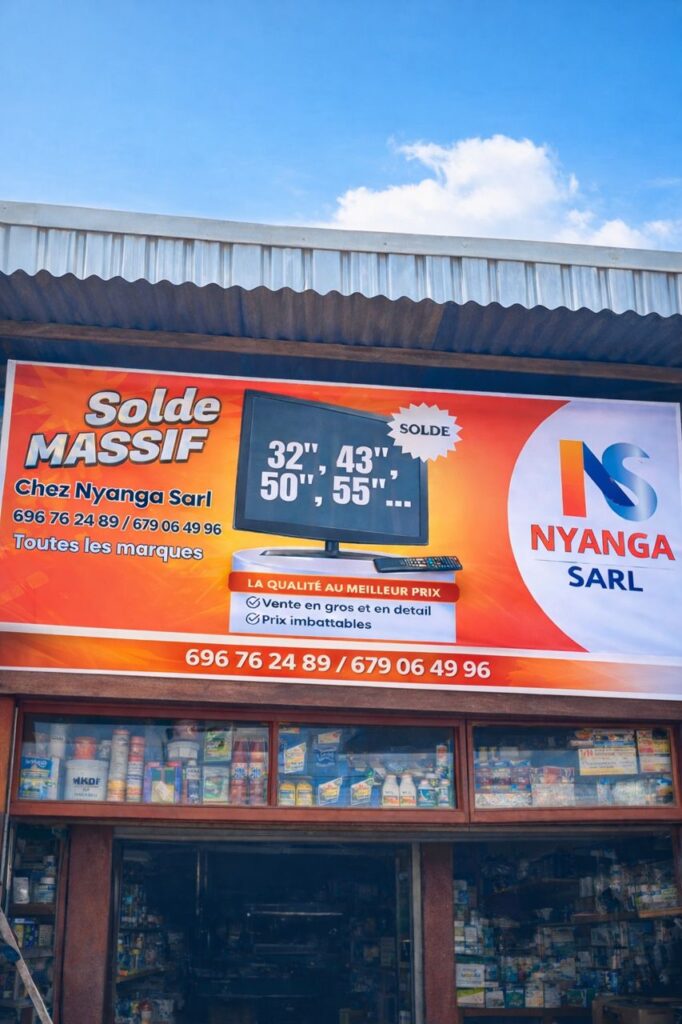 Solde
MASSIF
Chez Nyanga Sarl
696 76 24 89 / 679 06 49 96
Toutes les marques
32", 43",
50", 55"...
SOLDE
LA QUALITÉ AU MEILLEUR PRIX
Vente en gros et en detail
Prix imbattables
NS
NYANGA
SARL
696 76 24 89 / 679 06 49 96